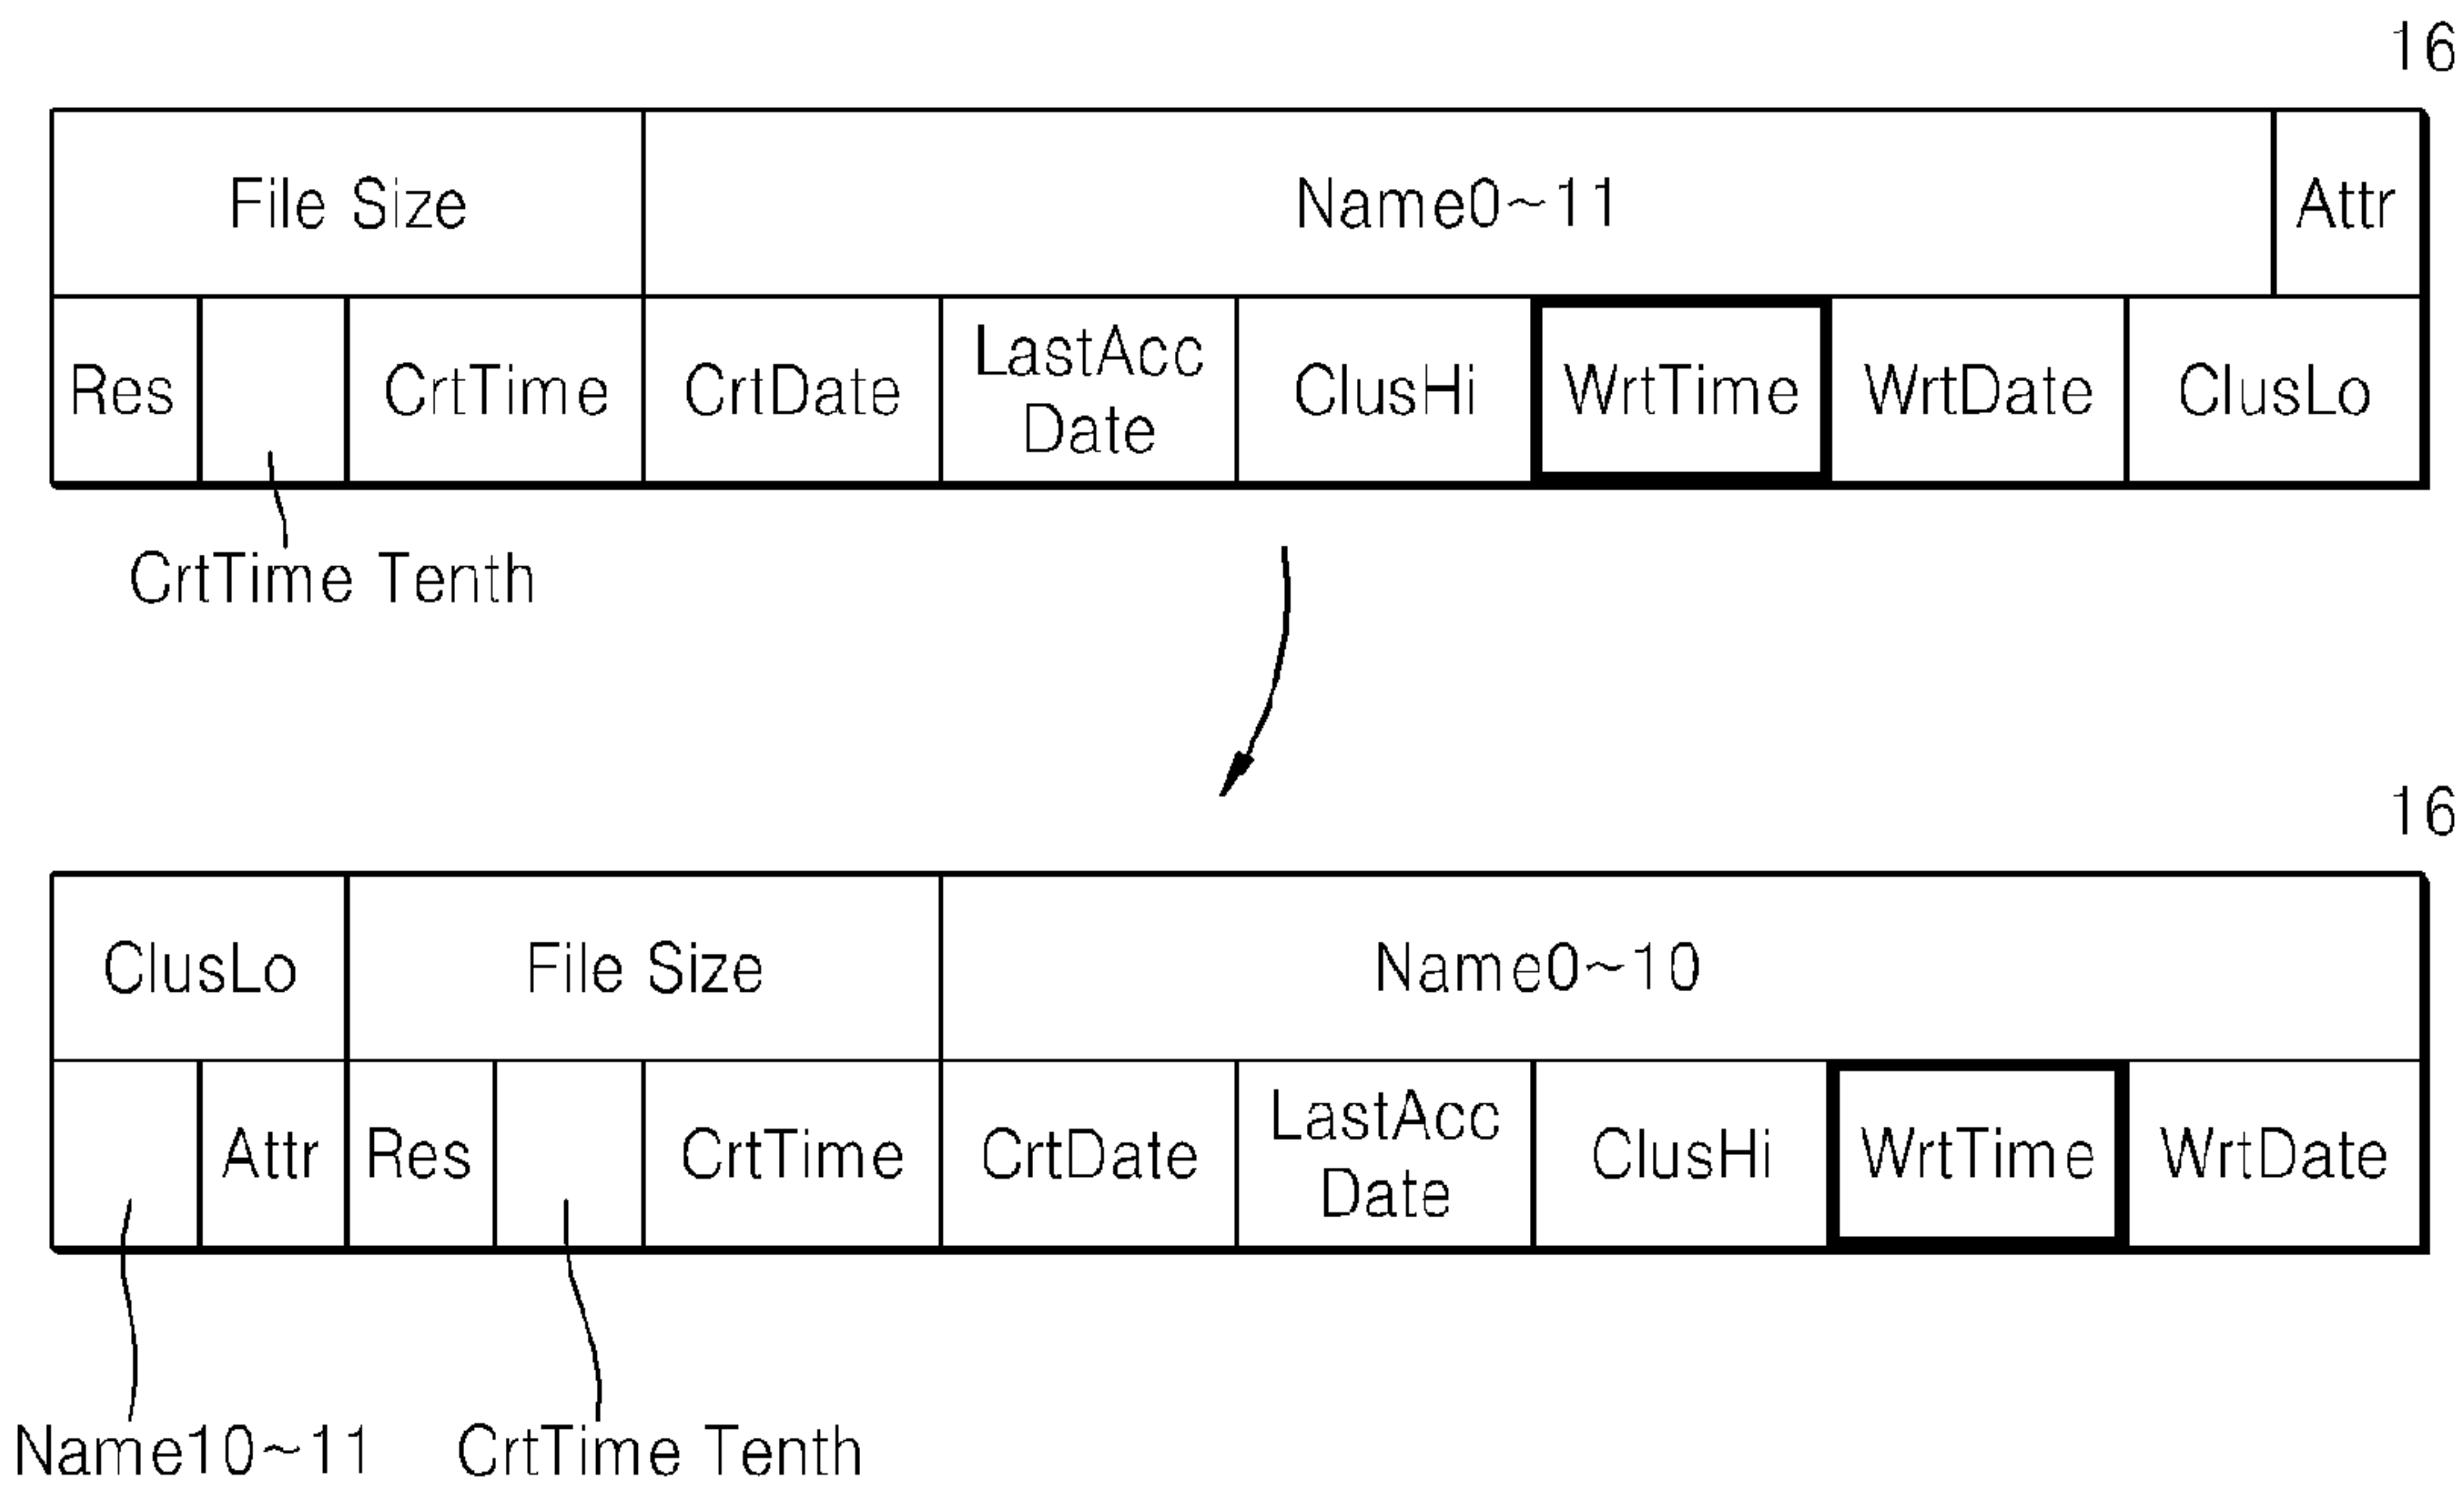 16
File Size Name0~11 Attr
Res CrtTime CrtDate LastAcc Date ClusHi WrtTime WrtDate ClusLo
CrtTime Tenth
16
ClusLo File Size Name0~10
Attr Res CrtTime CrtDate LastAcc Date ClusHi WrtTime WrtDate
Name10~11 CrtTime Tenth